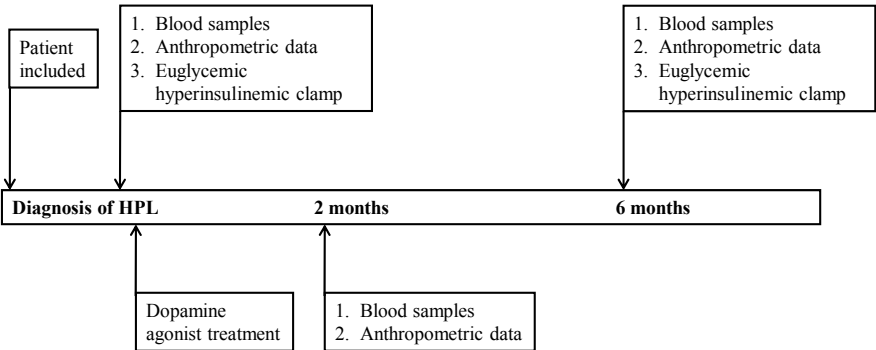 Patient
included
1. Blood samples
2. Anthropometric data
3. Euglycemic
hyperinsulinemic clamp
1. Blood samples
2. Anthropometric data
3. Euglycemic
hyperinsulinemic clamp
Diagnosis of HPL
2 months
6 months
Dopamine
agonist treatment
1. Blood samples
2. Anthropometric data